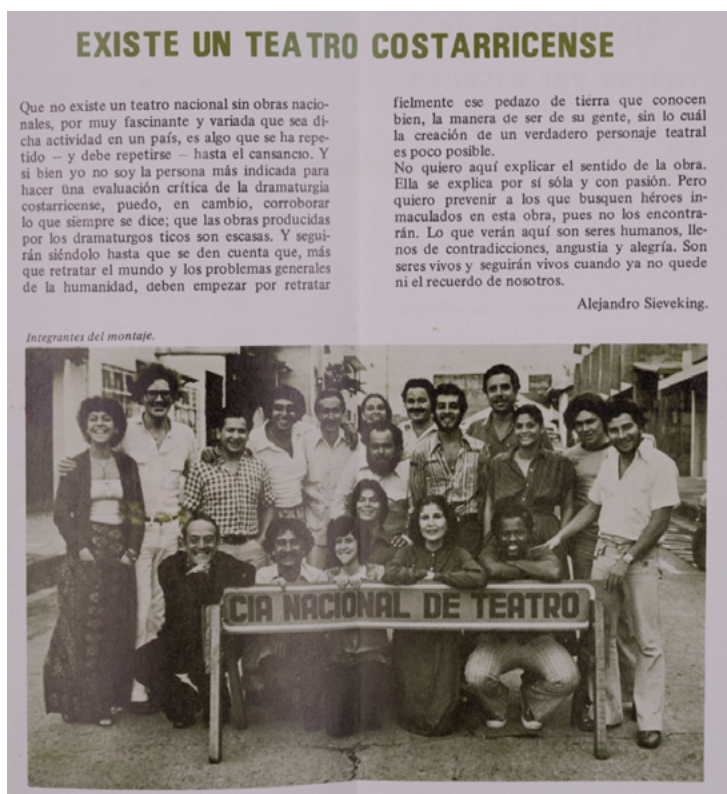 EXISTE UN TEATRO COSTARRICENSE
Que no existe un teatro nacional sin obras nacio-
nales, por muy fascinante y variada que sea di-
cha actividad en un país, es algo que se ha repe-
tido — y debe repetirse — hasta el cansancio. Y
si bien yo no soy la persona más indicada para
hacer una evaluación crítica de la dramaturgia
costarricense, puedo, en cambio, corroborar
lo que siempre se dice; que las obras producidas
por los dramaturgos ticos son escasas. Y segui-
rán siéndolo hasta que se den cuenta que, más
que retratar el mundo y los problemas generales
de la humanidad, deben empezar por retratar
fielmente ese pedazo de tierra que conocen
bien, la manera de ser de su gente, sin lo cuál
la creación de un verdadero personaje teatral
es poco posible.
No quiero aquí explicar el sentido de la obra.
Ella se explica por sí sóla y con pasión. Pero
quiero prevenir a los que busquen héroes in-
maculados en esta obra, pues no los encontra-
rán. Lo que verán aquí son seres humanos, lle-
nos de contradicciones, angustia y alegría. Son
seres vivos y seguirán vivos cuando ya no quede
ni el recuerdo de nosotros.
Alejandro Sieveking.
Integrantes del montaje.
CIA NACIONAL DE TEATRO